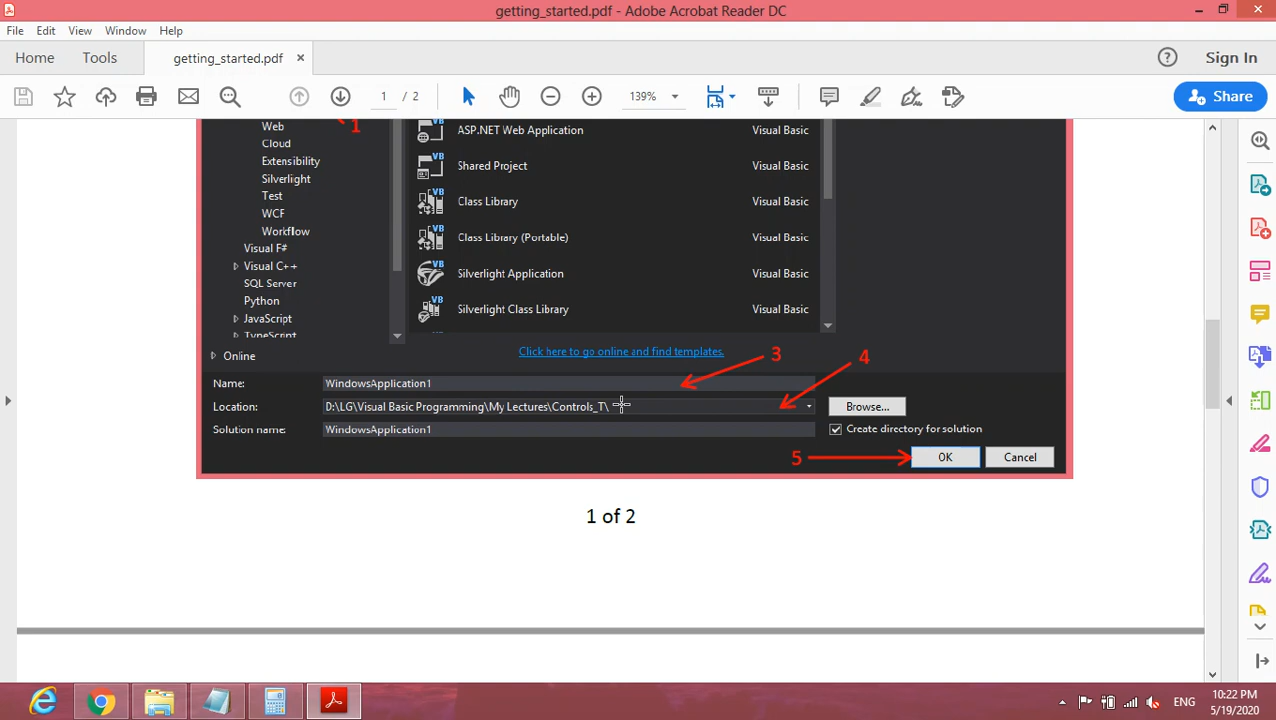 getting_started.pdf - Adobe Acrobat Reader DC
File Edit View Window Help
Home Tools getting_started.pdf × Sign In
1 / 2 139% Share
1
Web
Cloud
Extensibility
Silverlight
Test
WCF
Workflow
Visual F#
Visual C++
SQL Server
Python
JavaScript
TypeScript
Online
ASP.NET Web Application Visual Basic
Shared Project Visual Basic
Class Library Visual Basic
Class Library (Portable) Visual Basic
Silverlight Application Visual Basic
Silverlight Class Library Visual Basic
Click here to go online and find templates.
3
4
Name: WindowsApplication1
Location: D:\LG\Visual Basic Programming\My Lectures\Controls_T\ Browse...
Solution name: WindowsApplication1 Create directory for solution
5 OK Cancel
1 of 2
ENG
10:22 PM
5/19/2020